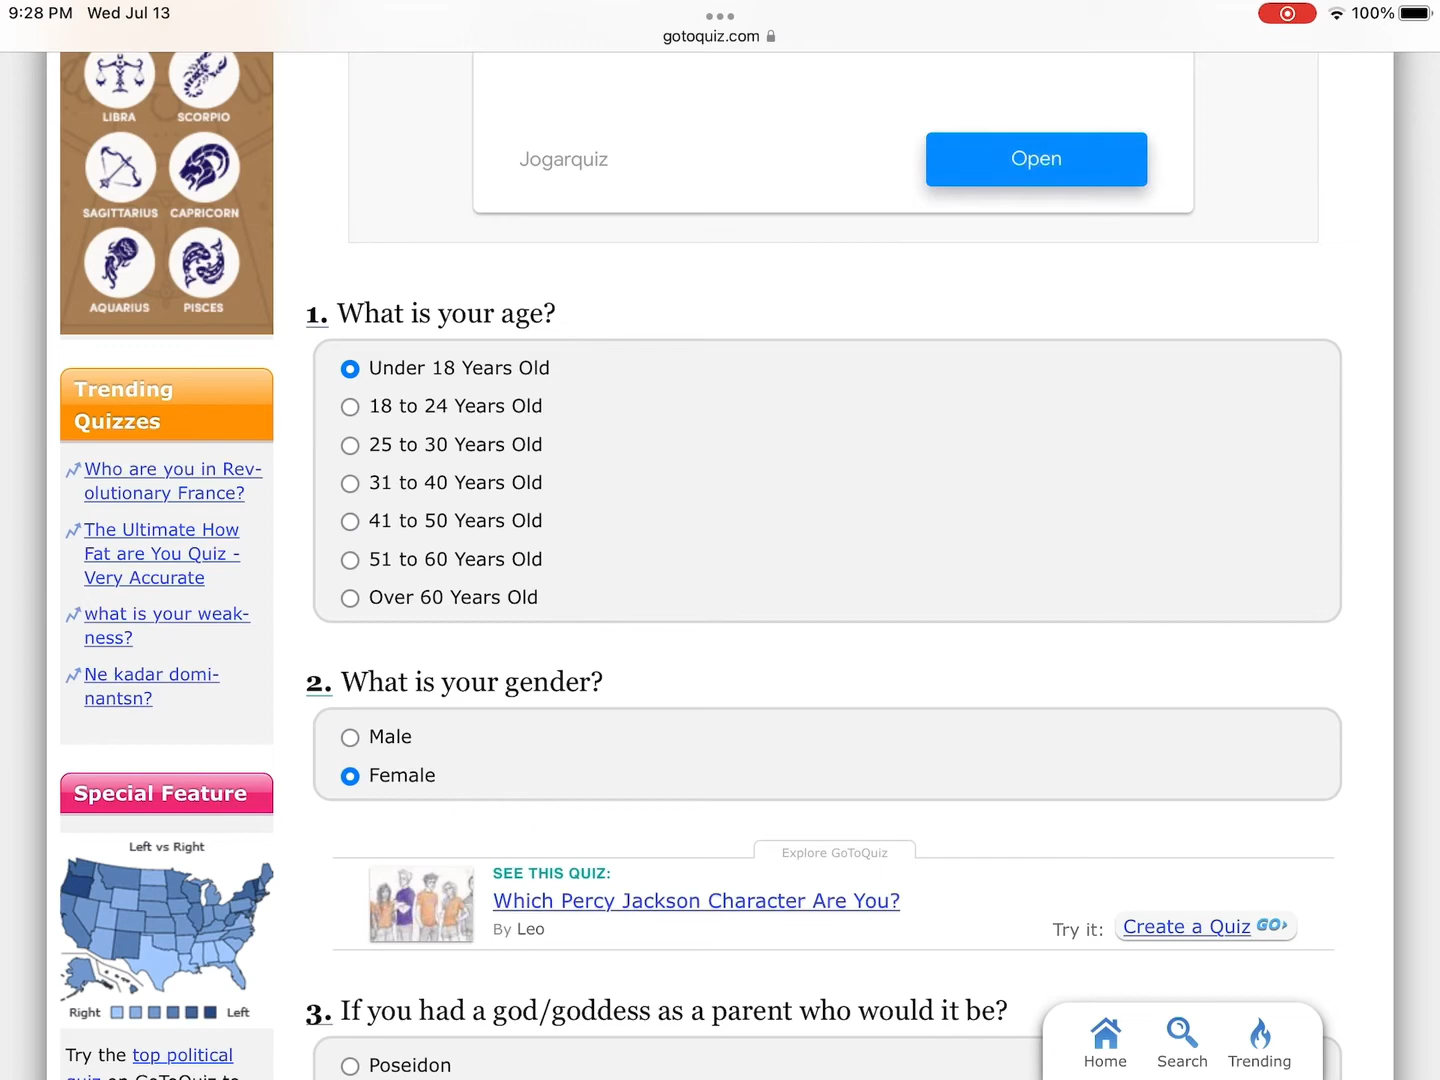 9:28 PM Wed Jul 13
100%
gotoquiz.com
LIBRA SCORPIO
SAGITTARIUS CAPRICORN
AQUARIUS PISCES
Trending
Quizzes
Who are you in Rev-
olutionary France?
The Ultimate How
Fat are You Quiz -
Very Accurate
what is your weak-
ness?
Ne kadar domi-
nantsn?
Special Feature
Left vs Right
Right Left
Try the top political
Jogarquiz
Open
1. What is your age?
Under 18 Years Old
18 to 24 Years Old
25 to 30 Years Old
31 to 40 Years Old
41 to 50 Years Old
51 to 60 Years Old
Over 60 Years Old
2. What is your gender?
Male
Female
Explore GoToQuiz
SEE THIS QUIZ:
Which Percy Jackson Character Are You?
By Leo
Try it: Create a Quiz GO›
3. If you had a god/goddess as a parent who would it be?
Poseidon
Home Search Trending